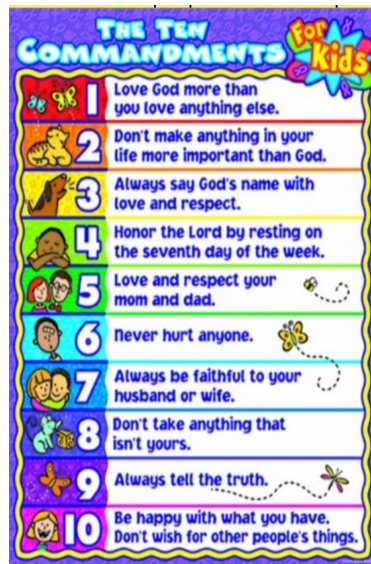 The Ten
Commandments
For
Kids
1
Love God more than
you love anything else.
2
Don't make anything in your
life more important than God.
3
Always say God's name with
love and respect.
4
Honor the Lord by resting on
the seventh day of the week.
5
Love and respect your
mom and dad.
6
Never hurt anyone.
7
Always be faithful to your
husband or wife.
8
Don't take anything that
isn't yours.
9
Always tell the truth.
10
Be happy with what you have.
Don't wish for other people's things.